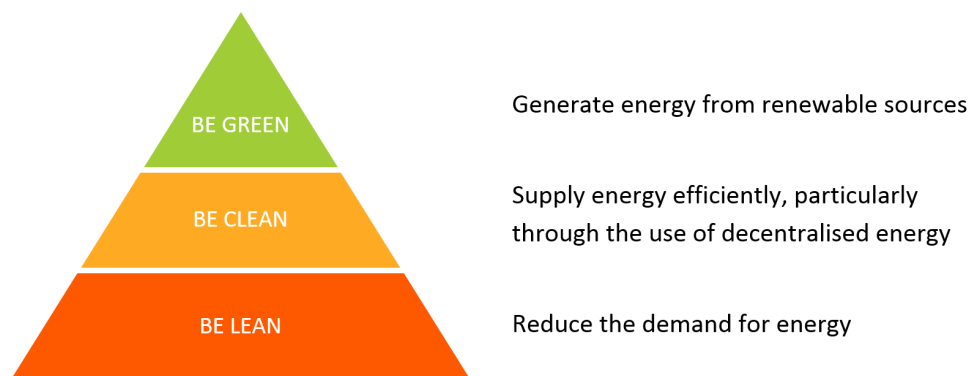 BE GREEN
Generate energy from renewable sources
BE CLEAN
Supply energy efficiently, particularly
through the use of decentralised energy
BE LEAN
Reduce the demand for energy